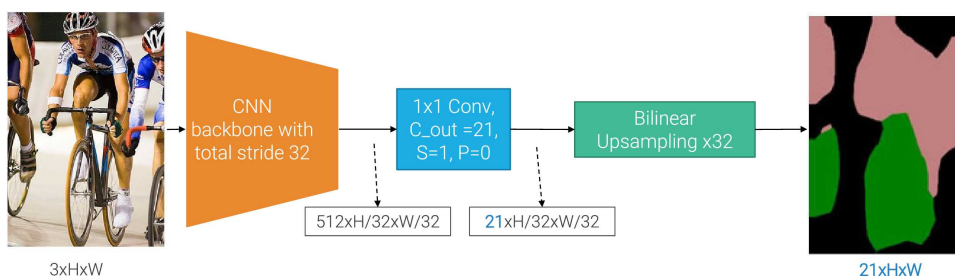 CNN
backbone with
total stride 32
1x1 Conv,
C_out =21,
S=1, P=0
Bilinear
Upsampling x32
512xH/32xW/32
21xH/32xW/32
3xHxW
21xHxW